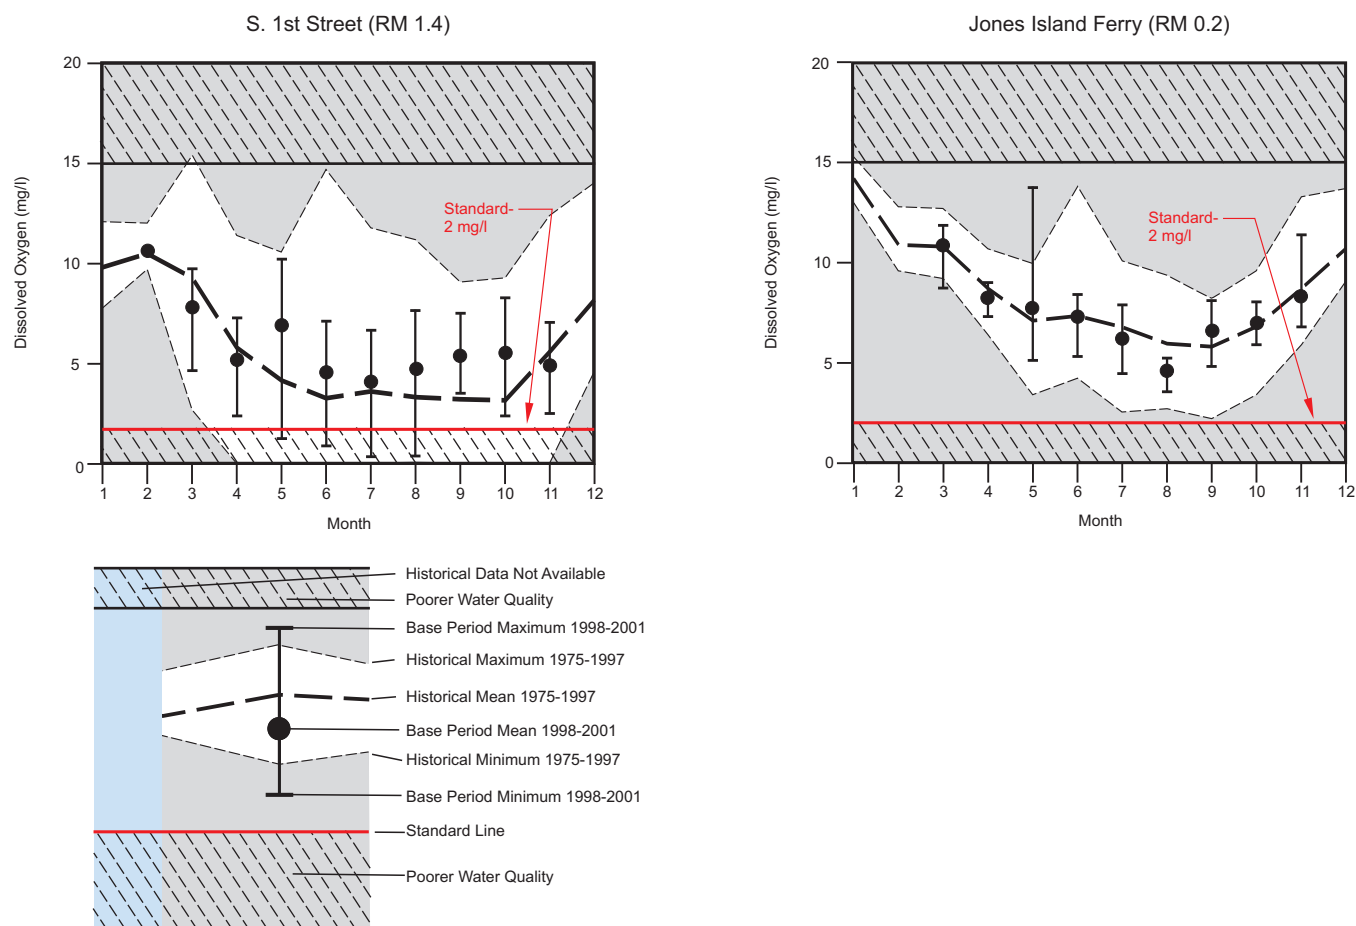 S. 1st Street (RM 1.4)
20
15
10
5
0
Dissolved Oxygen (mg/l)
Standard-
2 mg/l
1 2 3 4 5 6 7 8 9 10 11 12
Month
Jones Island Ferry (RM 0.2)
20
15
10
5
0
Dissolved Oxygen (mg/l)
Standard-
2 mg/l
1 2 3 4 5 6 7 8 9 10 11 12
Month
Historical Data Not Available
Poorer Water Quality
Base Period Maximum 1998-2001
Historical Maximum 1975-1997
Historical Mean 1975-1997
Base Period Mean 1998-2001
Historical Minimum 1975-1997
Base Period Minimum 1998-2001
Standard Line
Poorer Water Quality